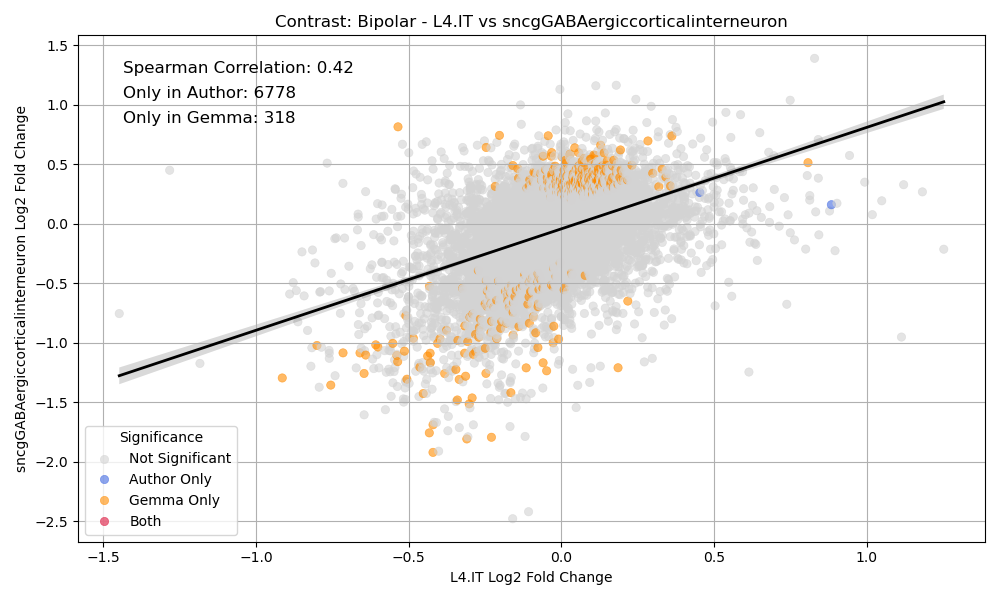 Contrast: Bipolar - L4.IT vs sncgGABAergiccorticalinterneuron
Spearman Correlation: 0.42
Only in Author: 6778
Only in Gemma: 318
sncgGABAergiccorticalinterneuron Log2 Fold Change
1.5
1.0
0.5
0.0
−0.5
−1.0
−1.5
−2.0
−2.5
Significance
Not Significant
Author Only
Gemma Only
Both
−1.5 −1.0 −0.5 0.0 0.5 1.0
L4.IT Log2 Fold Change